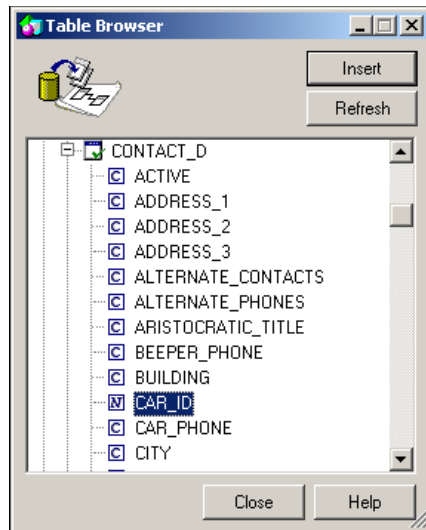 Table Browser
Insert
Refresh
CONTACT_D
C ACTIVE
C ADDRESS_1
C ADDRESS_2
C ADDRESS_3
C ALTERNATE_CONTACTS
C ALTERNATE_PHONES
C ARISTOCRATIC_TITLE
C BEEPER_PHONE
C BUILDING
N CAR_ID
C CAR_PHONE
C CITY
Close
Help